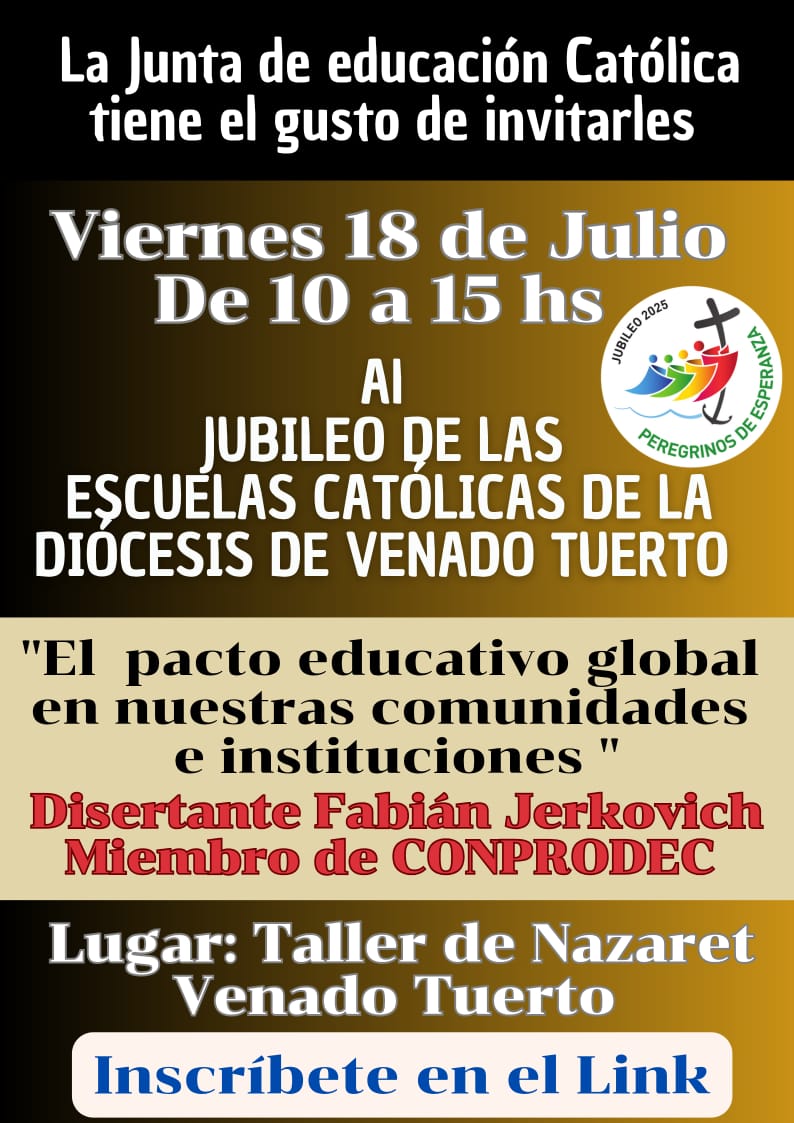 La Junta de educación Católica
tiene el gusto de invitarles
Viernes 18 de Julio
De 10 a 15 hs
JUBILEO 2025
PEREGRINOS DE ESPERANZA
Al
JUBILEO DE LAS
ESCUELAS CATÓLICAS DE LA
DIÓCESIS DE VENADO TUERTO
"El pacto educativo global
en nuestras comunidades
e instituciones "
Disertante Fabián Jerkovich
Miembro de CONPRODEC
Lugar: Taller de Nazaret
Venado Tuerto
Inscríbete en el Link